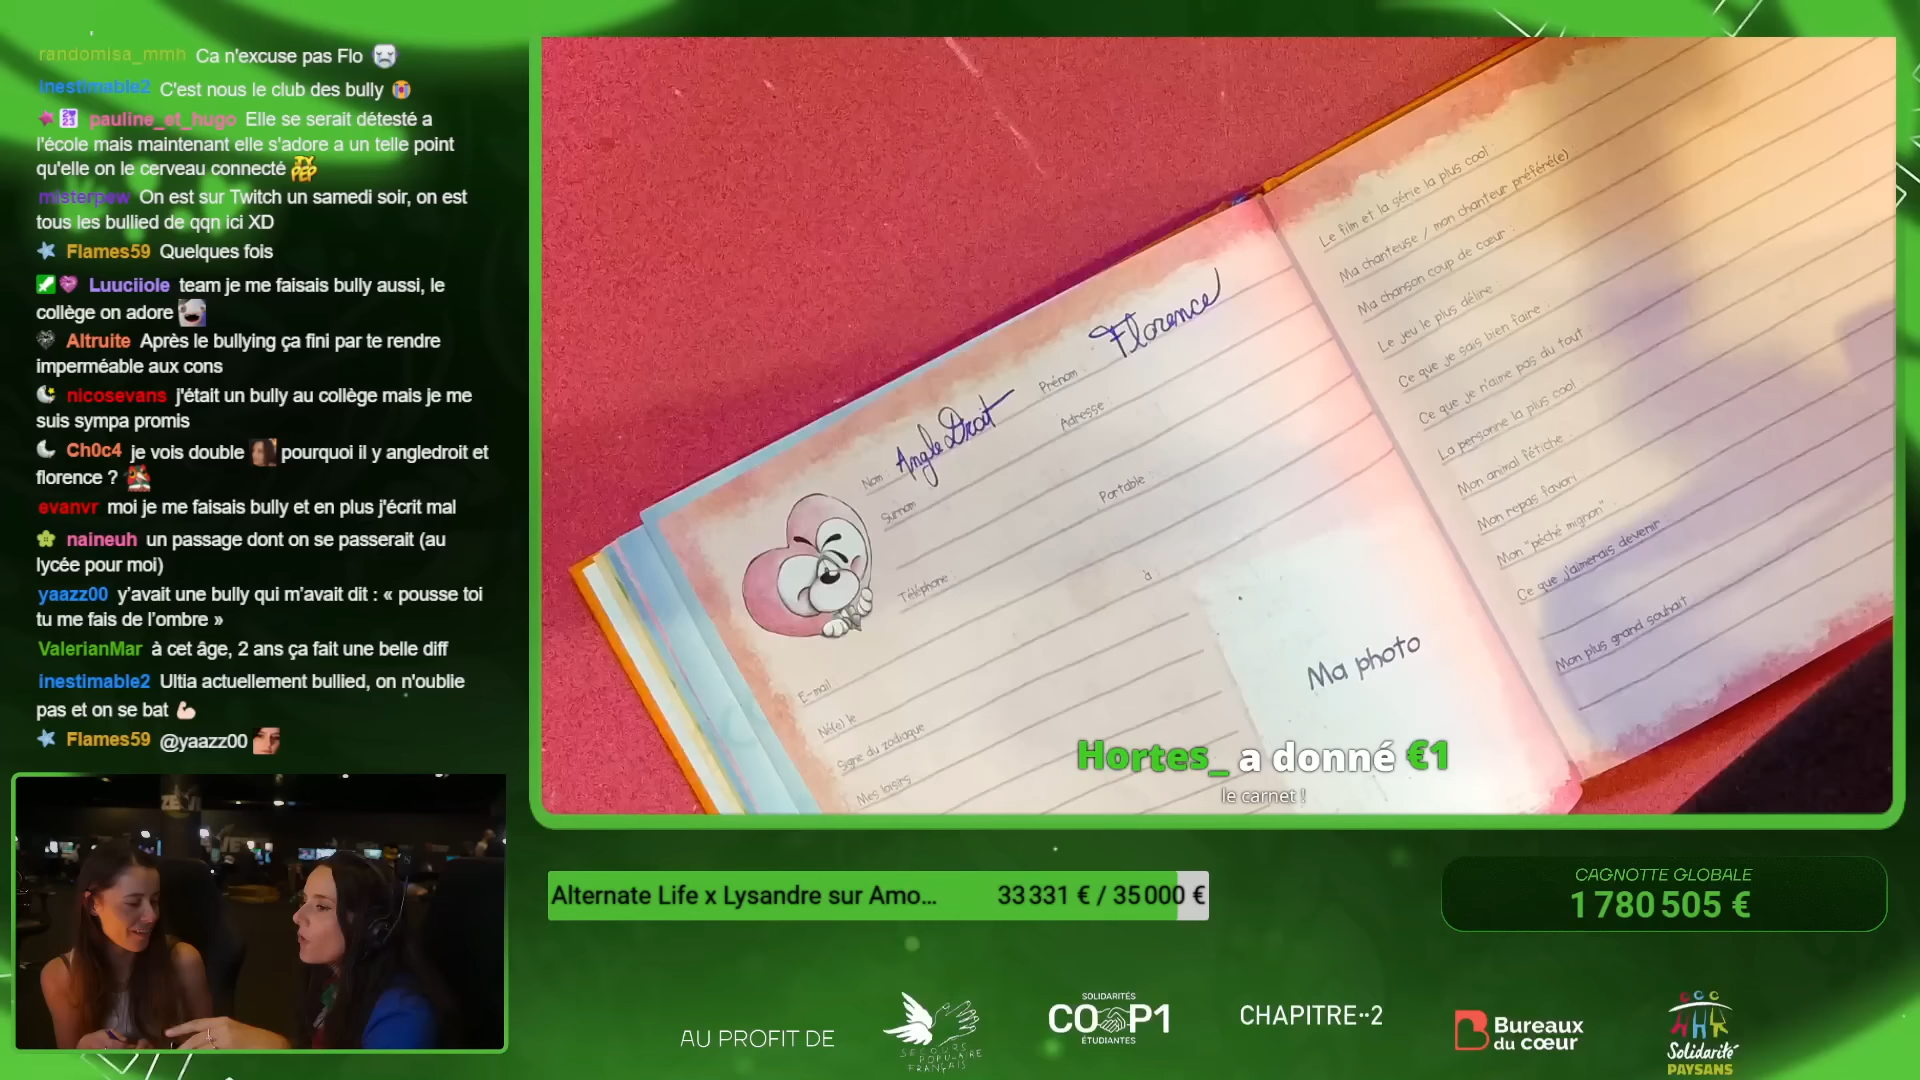 randomisa_mmh Ca n'excuse pas Flo
inestimable2 C'est nous le club des bully
pauline_et_hugo Elle se serait détesté a
l'école mais maintenant elle s'adore a un telle point
qu'elle on le cerveau connecté
misterpew On est sur Twitch un samedi soir, on est
tous les bullied de qqn ici XD
Flames59 Quelques fois
Luuciiole team je me faisais bully aussi, le
collège on adore
Altruite Après le bullying ça fini par te rendre
imperméable aux cons
nicosevans j'était un bully au collège mais je me
suis sympa promis
Ch0c4 je vois double pourquoi il y angledroit et
florence ?
evanvr moi je me faisais bully et en plus j'écrit mal
naineuh un passage dont on se passerait (au
lycée pour moi)
yaazz00 y'avait une bully qui m'avait dit : « pousse toi
tu me fais de l'ombre »
ValerianMar à cet âge, 2 ans ça fait une belle diff
inestimable2 Ultia actuellement bullied, on n'oublie
pas et on se bat
Flames59 @yaazz00
Nom : Angle Droit
Prénom : Florence
Surnom
Adresse :
Téléphone :
Portable :
à :
E-mail
Né(e) le
Signe du zodiaque
Mes loisirs
Ma photo
Le film et la série la plus cool :
Ma chanteuse / mon chanteur préféré(e) :
Ma chanson coup de cœur :
Le jeu le plus délire :
Ce que je sais bien faire :
Ce que je n'aime pas du tout :
La personne la plus cool
Mon animal fétiche :
Mon repas favori
Mon "péché mignon" :
Ce que j'aimerais devenir :
Mon plus grand souhait
Hortes_ a donné €1
le carnet !
Alternate Life x Lysandre sur Amo... 33 331 € / 35 000 €
CAGNOTTE GLOBALE
1 780 505 €
AU PROFIT DE
SECOURS
POPULAIRE
FRANÇAIS
SOLIDARITÉS
CO P1
ÉTUDIANTES
CHAPITRE··2
Bureaux
du cœur
Solidarité
PAYSANS